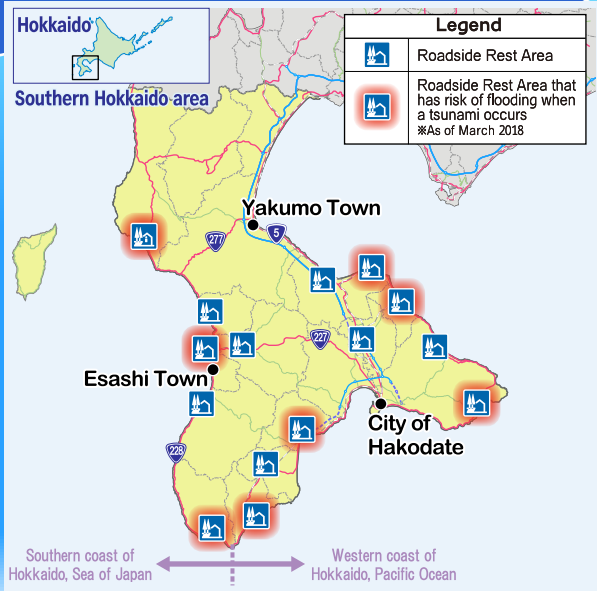 Hokkaido
Southern Hokkaido area
Legend
Roadside Rest Area
Roadside Rest Area that
has risk of flooding when
a tsunami occurs
※As of March 2018
Yakumo Town
5
277
227
Esashi Town
City of
Hakodate
228
Southern coast of
Hokkaido, Sea of Japan
Western coast of
Hokkaido, Pacific Ocean